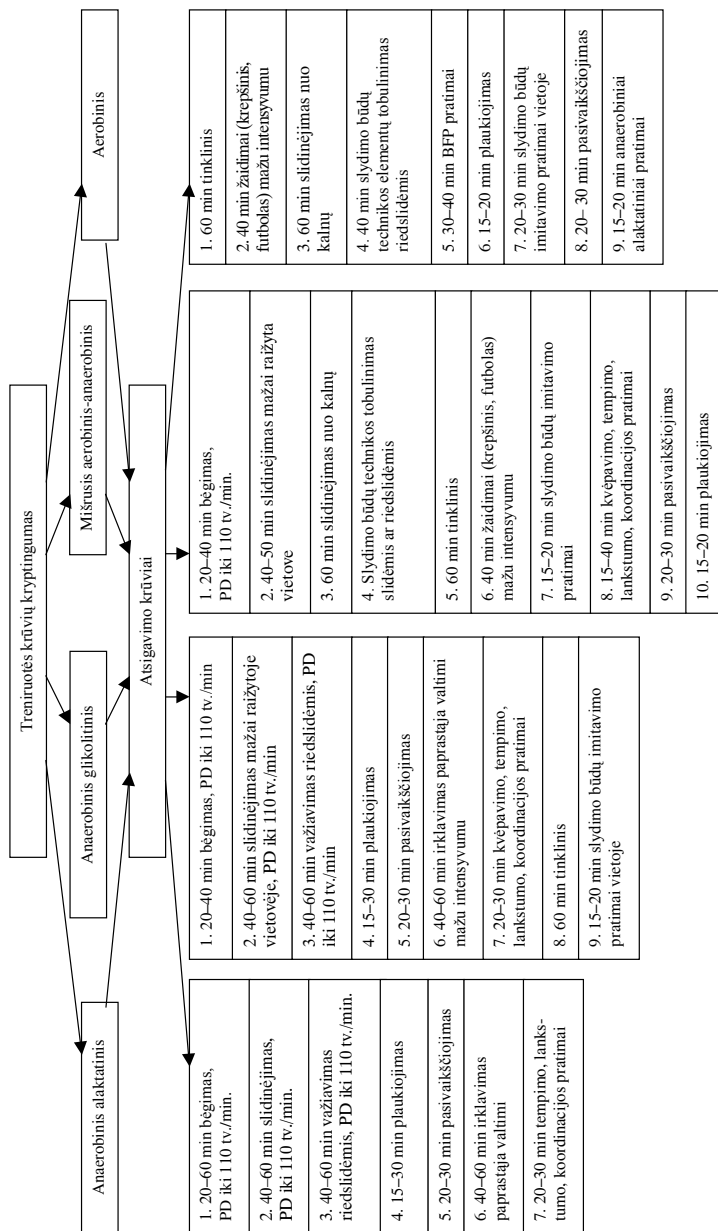 Treniruotės krūvių kryptingumas
Anaerobinis alaktatinis
Anaerobinis glikolitinis
Mišrusis aerobinis-anaerobinis
Aerobinis
Atsigavimo krūviai
1. 20–60 min bėgimas,
PD iki 110 tv./min.
2. 40–60 min slidinėjimas,
PD iki 110 tv./min.
3. 40–60 min važiavimas
riedslidėmis, PD iki 110 tv./min.
4. 15–30 min plaukiojimas
5. 20–30 min pasivaikščiojimas
6. 40–60 min irklavimas
paprastąja valtimi
7. 20–30 min tempimo, lanks-
tumo, koordinacijos pratimai
1. 20–40 min bėgimas, PD iki 110 tv./min
2. 40–60 min slidinėjimas mažai raižytoje
vietovėje, PD iki 110 tv./min
3. 40–60 min važiavimas riedslidėmis, PD
iki 110 tv./min
4. 15–30 min plaukiojimas
5. 20–30 min pasivaikščiojimas
6. 40–60 min irklavimas paprastąja valtimi
mažu intensyvumu
7. 20–30 min kvėpavimo, tempimo,
lankstumo, koordinacijos pratimai
8. 60 min tinklinis
9. 15–20 min slydimo būdų imitavimo
pratimai vietoje
1. 20–40 min bėgimas,
PD iki 110 tv./min.
2. 40–50 min slidinėjimas mažai raižyta
vietove
3. 60 min slidinėjimas nuo kalnų
4. Slydimo būdų technikos tobulinimas
slidėmis ar riedslidėmis
5. 60 min tinklinis
6. 40 min žaidimai (krepšinis, futbolas)
mažu intensyvumu
7. 15–20 min slydimo būdų imitavimo
pratimai
8. 15–40 min kvėpavimo, tempimo,
lankstumo, koordinacijos pratimai
9. 20–30 min pasivaikščiojimas
10. 15–20 min plaukiojimas
1. 60 min tinklinis
2. 40 min žaidimai (krepšinis,
futbolas) mažu intensyvumu
3. 60 min slidinėjimas nuo
kalnų
4. 40 min slydimo būdų
technikos elementų tobulinimas
riedslidėmis
5. 30–40 min BFP pratimai
6. 15–20 min plaukiojimas
7. 20–30 min slydimo būdų
imitavimo pratimai vietoje
8. 20– 30 min pasivaikščiojimas
9. 15–20 min anaerobiniai
alaktatiniai pratimai